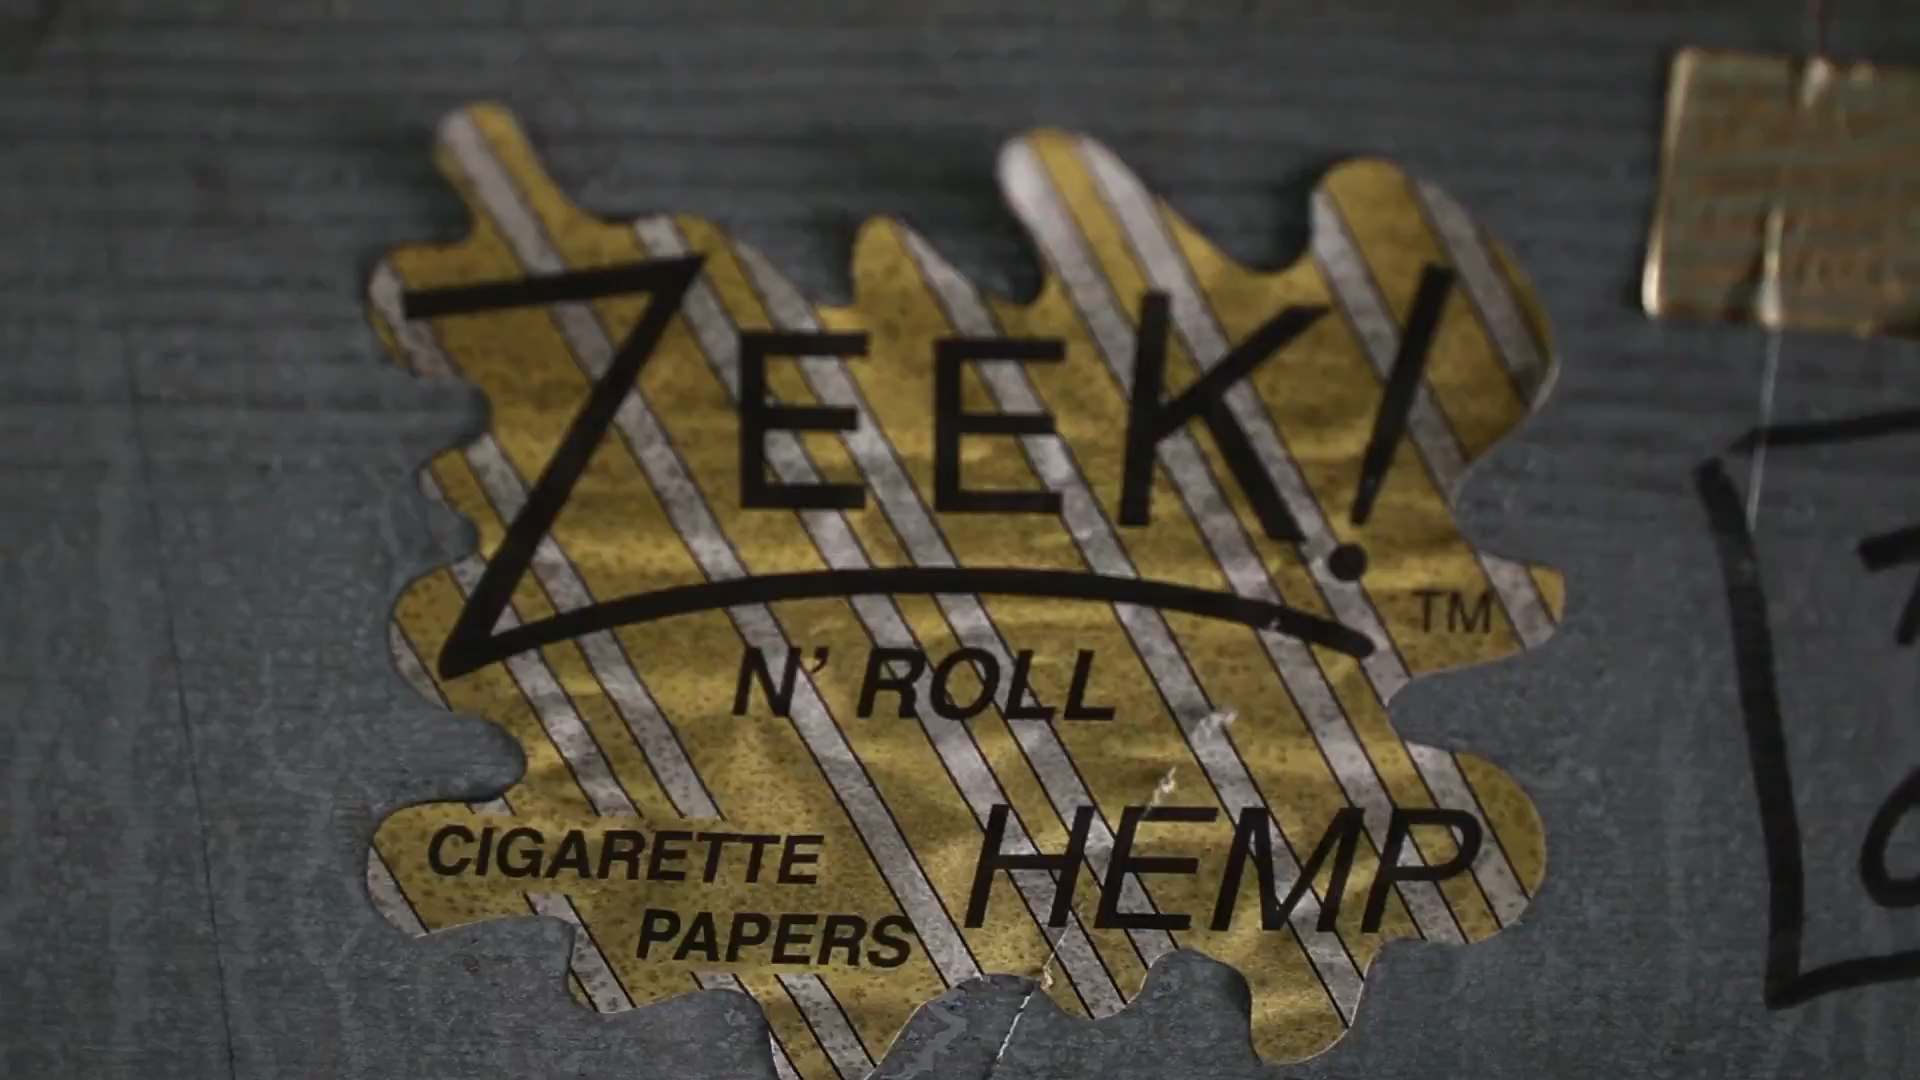 ZEEK!
TM
N' ROLL
CIGARETTE
PAPERS
HEMP